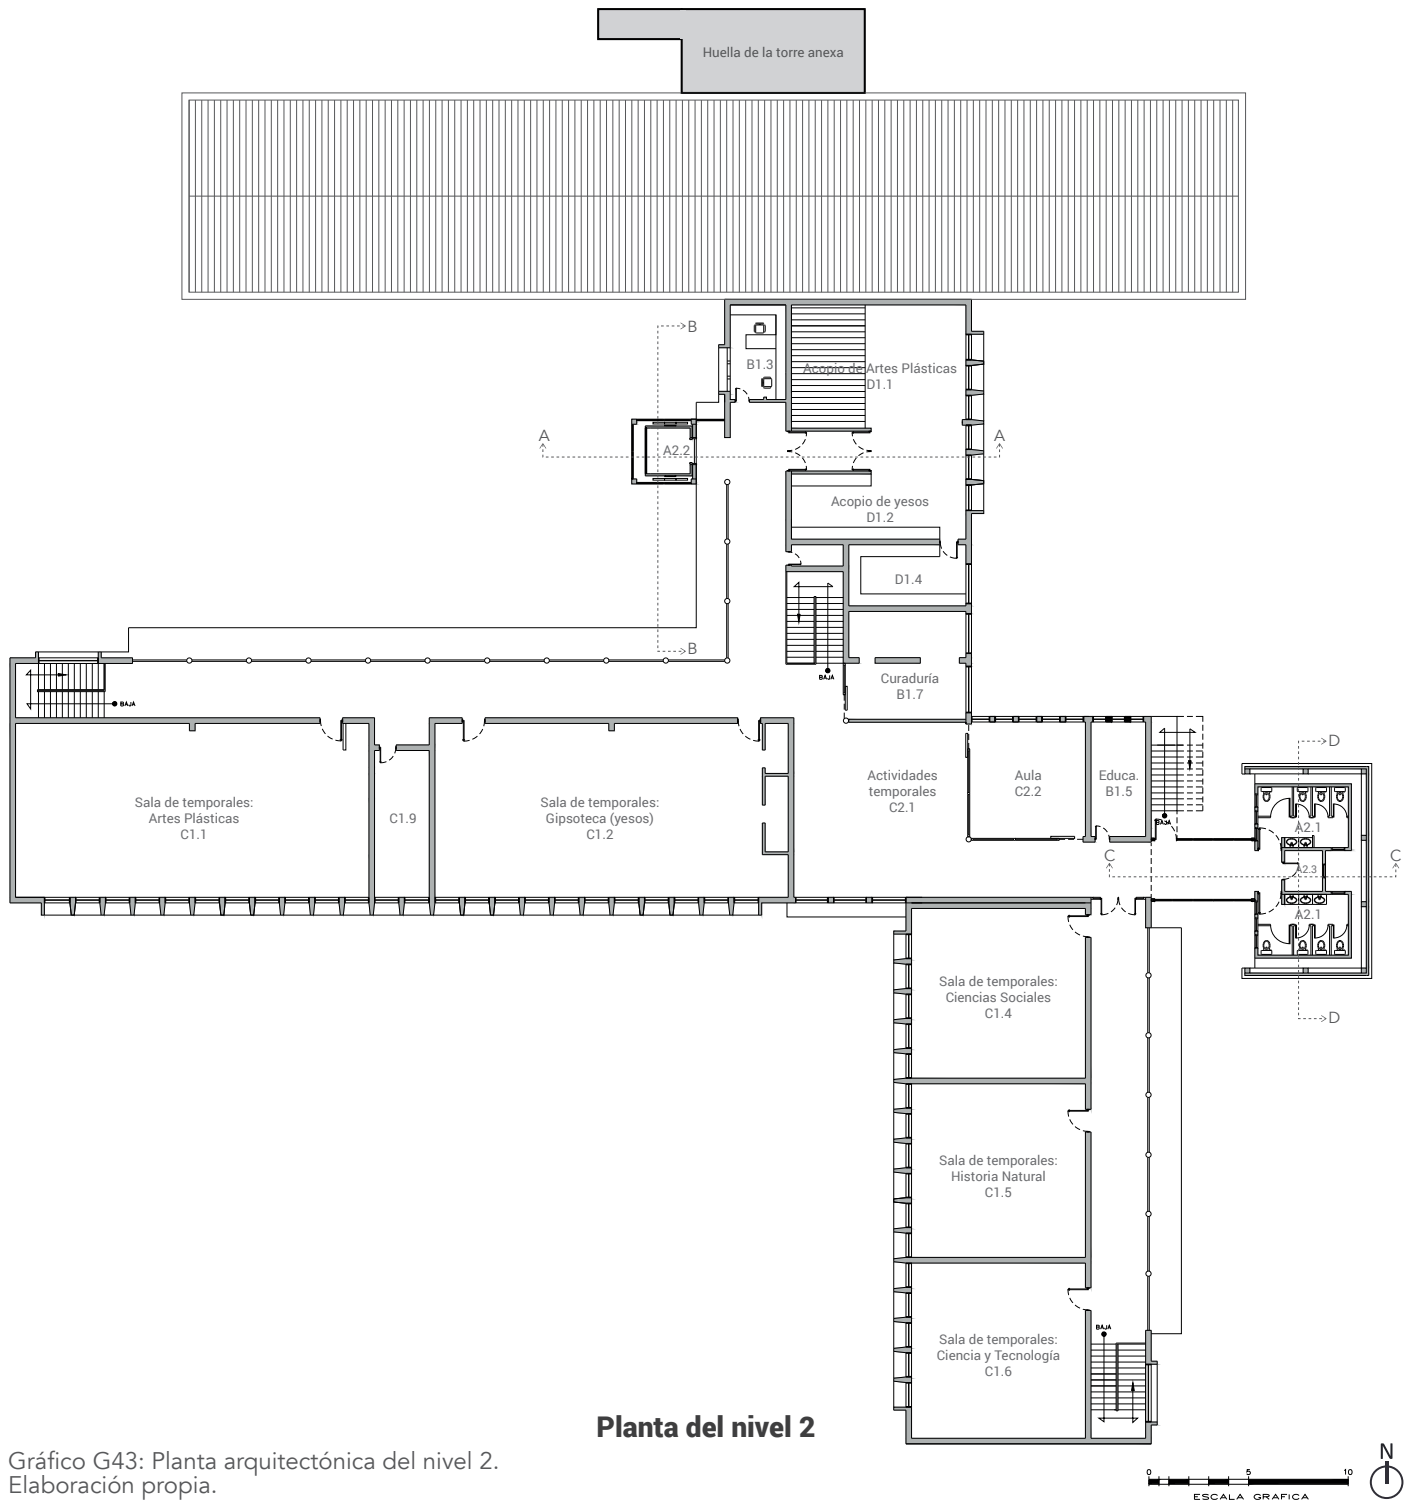 Huella de la torre anexa
B
B1.3
Acopio de Artes Plásticas
D1.1
A
A
A2.2
Acopio de yesos
D1.2
D1.4
B
BAJA
Curaduría
B1.7
BAJA
D
Sala de temporales:
Artes Plásticas
C1.1
C1.9
Sala de temporales:
Gipsoteca (yesos)
C1.2
Actividades
temporales
C2.1
Aula
C2.2
Educa.
B1.5
BAJA
A2.1
C
C
A2.3
A2.1
Sala de temporales:
Ciencias Sociales
C1.4
D
Sala de temporales:
Historia Natural
C1.5
BAJA
Sala de temporales:
Ciencia y Tecnología
C1.6
Planta del nivel 2
Gráfico G43: Planta arquitectónica del nivel 2.
Elaboración propia.
N
0 5 10
ESCALA GRAFICA